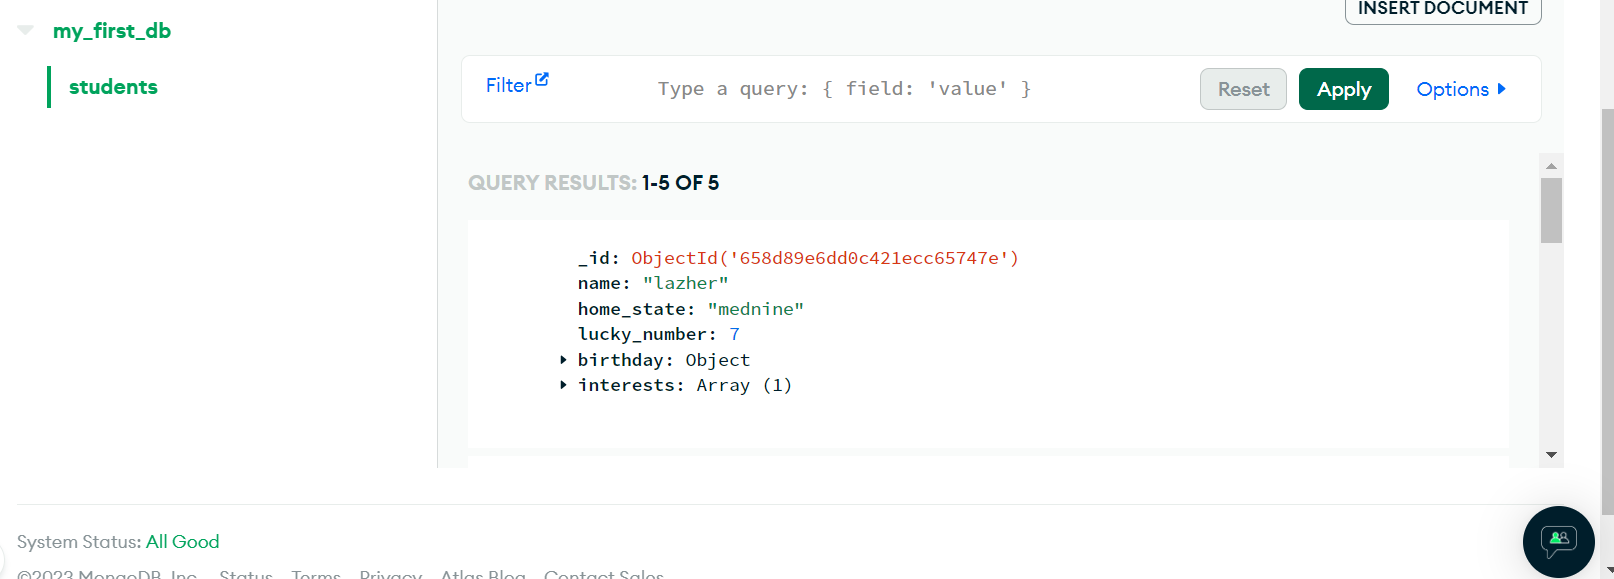 my_first_db
students
INSERT DOCUMENT
Filter
Type a query: { field: 'value' }
Reset
Apply
Options
QUERY RESULTS: 1-5 OF 5
_id: ObjectId('658d89e6dd0c421ecc65747e')
name: "lazher"
home_state: "mednine"
lucky_number: 7
birthday: Object
interests: Array (1)
System Status: All Good
©2023 MongoDB, Inc. Status Terms Privacy Atlas Blog Contact Sales